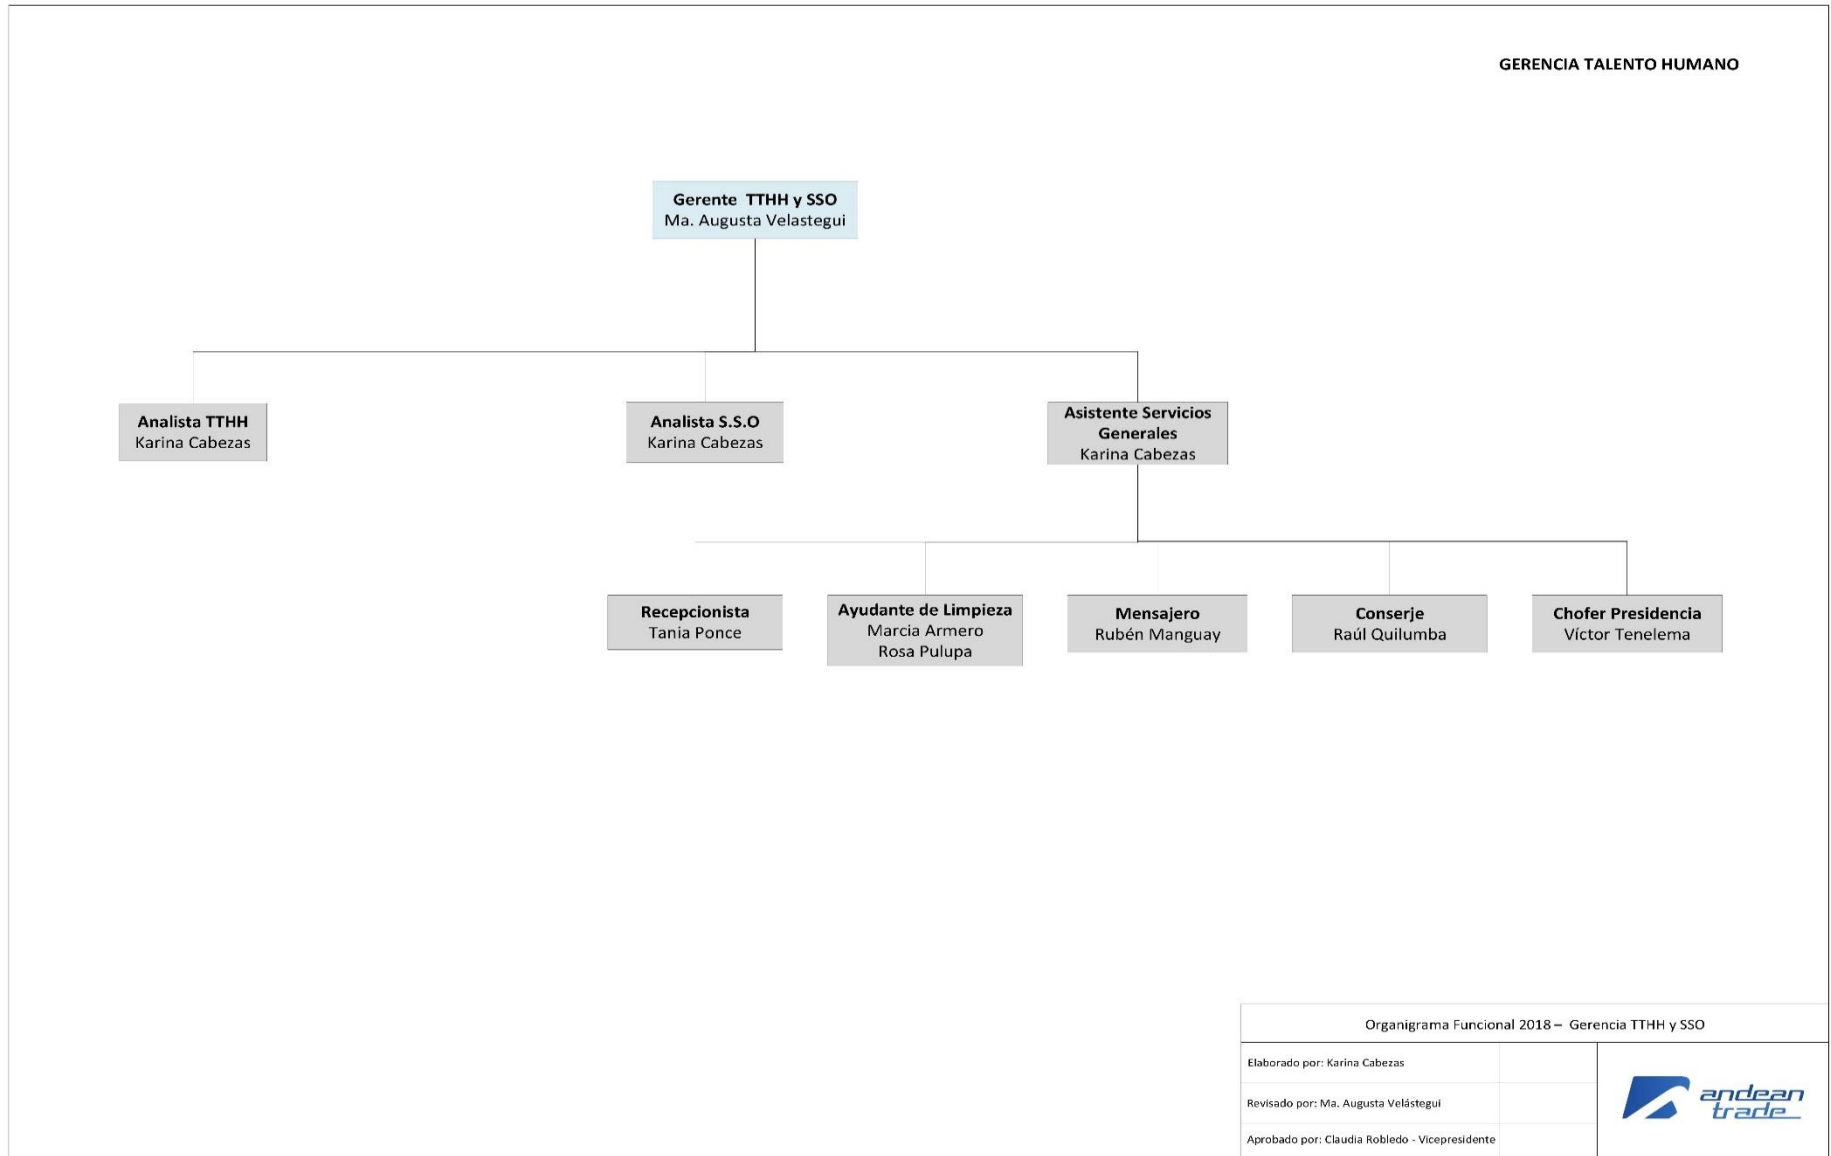 GERENCIA TALENTO HUMANO
Gerente TTHH y SSO
Ma. Augusta Velastegui
Analista TTHH
Karina Cabezas
Analista S.S.O
Karina Cabezas
Asistente Servicios
Generales
Karina Cabezas
Recepcionista
Tania Ponce
Ayudante de Limpieza
Marcia Armero
Rosa Pulupa
Mensajero
Rubén Manguay
Conserje
Raúl Quilumba
Chofer Presidencia
Víctor Tenelema
Organigrama Funcional 2018 – Gerencia TTHH y SSO
Elaborado por: Karina Cabezas
Revisado por: Ma. Augusta Velástegui
Aprobado por: Claudia Robledo - Vicepresidente
andean
trade